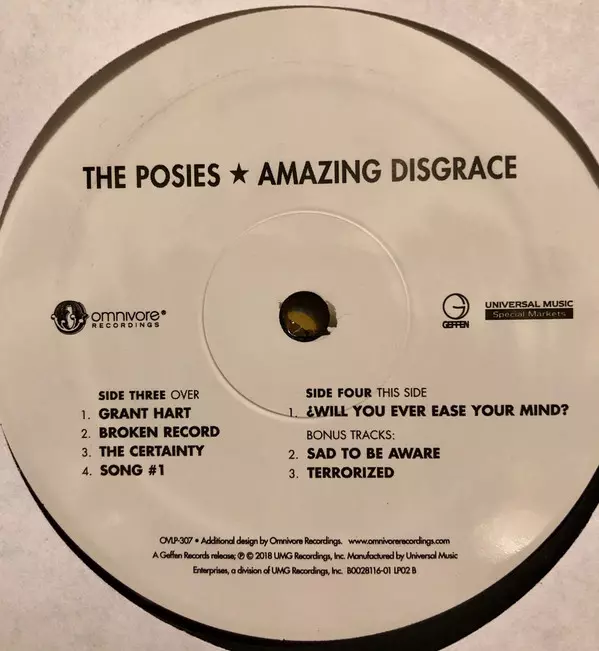 THE POSIES ★ AMAZING DISGRACE
omnivore®
RECORDINGS
G
GEFFEN
UNIVERSAL MUSIC
Special Markets
SIDE THREE OVER
1. GRANT HART
2. BROKEN RECORD
3. THE CERTAINTY
4. SONG #1
SIDE FOUR THIS SIDE
1. ¿WILL YOU EVER EASE YOUR MIND?
BONUS TRACKS:
2. SAD TO BE AWARE
3. TERRORIZED
OVLP-307 • Additional design by Omnivore Recordings. www.omnivorerecordings.com
A Geffen Records release; ℗ © 2018 UMG Recordings, Inc. Manufactured by Universal Music
Enterprises, a division of UMG Recordings, Inc. B0028116-01 LP02 B